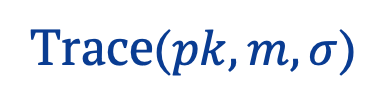 Trace(pk, m, σ)